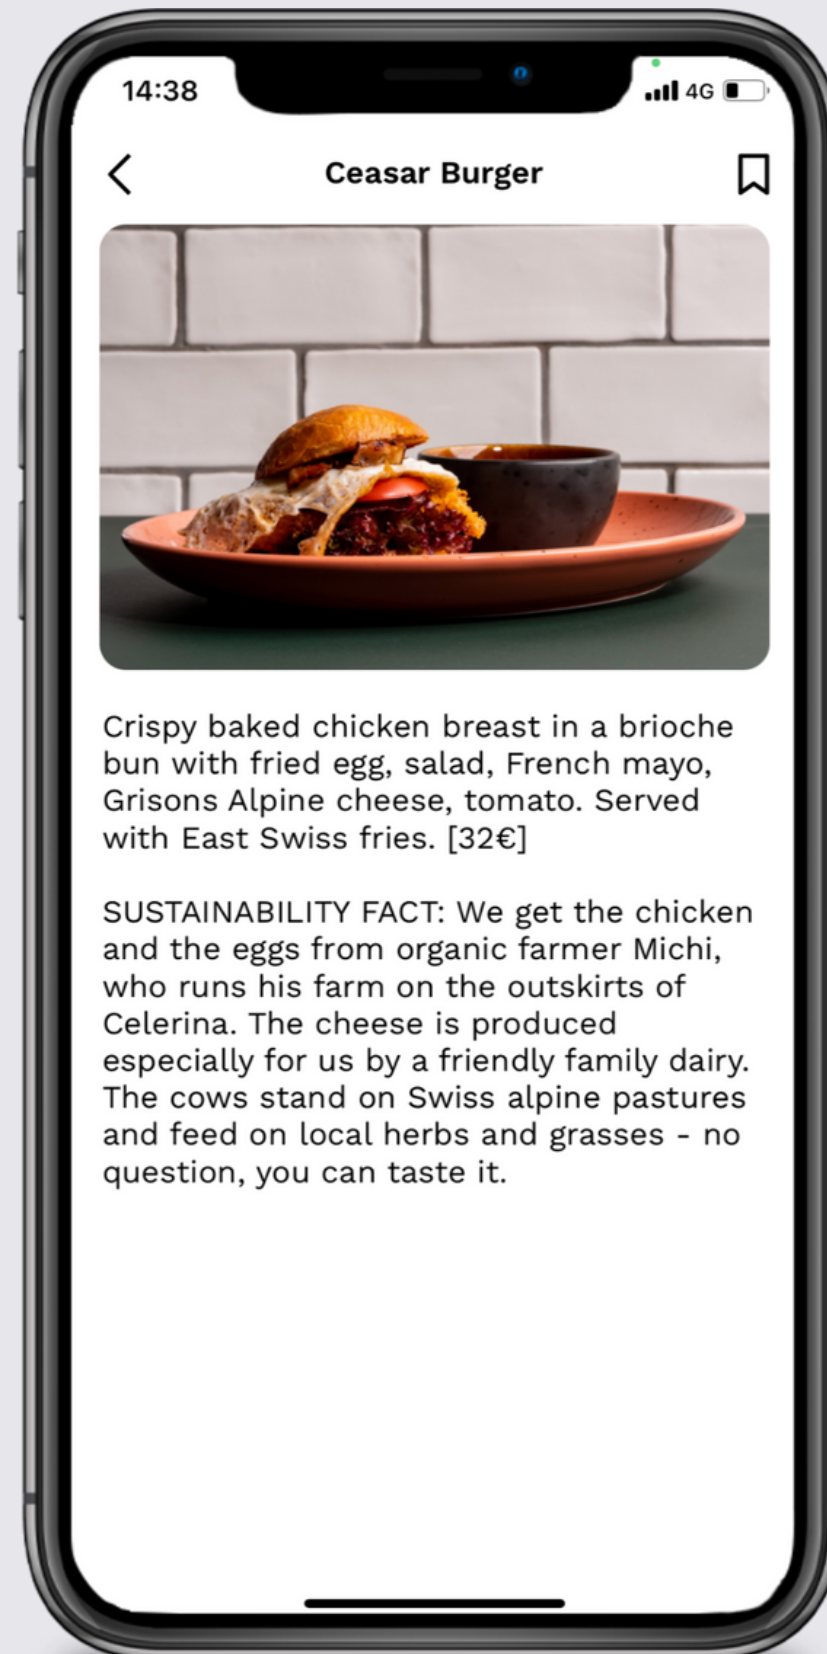 14:38
4G
Ceasar Burger
Crispy baked chicken breast in a brioche
bun with fried egg, salad, French mayo,
Grisons Alpine cheese, tomato. Served
with East Swiss fries. [32€]
SUSTAINABILITY FACT: We get the chicken
and the eggs from organic farmer Michi,
who runs his farm on the outskirts of
Celerina. The cheese is produced
especially for us by a friendly family dairy.
The cows stand on Swiss alpine pastures
and feed on local herbs and grasses - no
question, you can taste it.